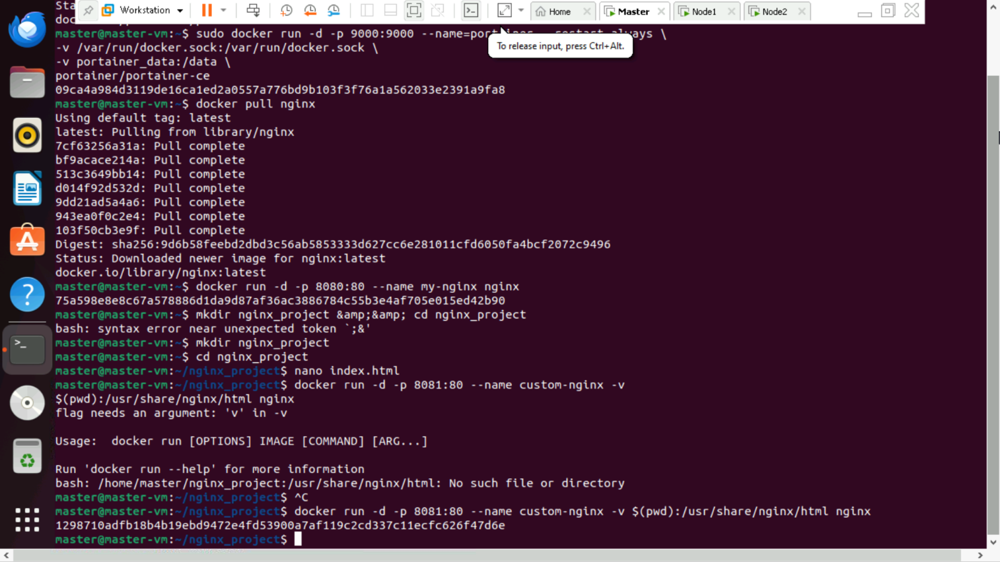 Sta
Workstation
Home
Master
Node1
Node2
doc
master@master-vm:~$ sudo docker run -d -p 9000:9000 --name=portainer --restart always \
To release input, press Ctrl+Alt.
-v /var/run/docker.sock:/var/run/docker.sock \
-v portainer_data:/data \
portainer/portainer-ce
09ca4a984d3119de16ca1ed2a0557a776bd9b103f3f76a1a562033e2391a9fa8
master@master-vm:~$ docker pull nginx
Using default tag: latest
latest: Pulling from library/nginx
7cf63256a31a: Pull complete
bf9acace214a: Pull complete
513c3649bb14: Pull complete
d014f92d532d: Pull complete
9dd21ad5a4a6: Pull complete
943ea0f0c2e4: Pull complete
103f50cb3e9f: Pull complete
Digest: sha256:9d6b58feebd2dbd3c56ab5853333d627cc6e281011cfd6050fa4bcf2072c9496
Status: Downloaded newer image for nginx:latest
docker.io/library/nginx:latest
master@master-vm:~$ docker run -d -p 8080:80 --name my-nginx nginx
75a598e8e8c67a578886d1da9d87af36ac3886784c55b3e4af705e015ed42b90
master@master-vm:~$ mkdir nginx_project &amp;&amp; cd nginx_project
bash: syntax error near unexpected token `;&'
master@master-vm:~$ mkdir nginx_project
master@master-vm:~$ cd nginx_project
master@master-vm:~/nginx_project$ nano index.html
master@master-vm:~/nginx_project$ docker run -d -p 8081:80 --name custom-nginx -v
$(pwd):/usr/share/nginx/html nginx
flag needs an argument: 'v' in -v
Usage:  docker run [OPTIONS] IMAGE [COMMAND] [ARG...]
Run 'docker run --help' for more information
bash: /home/master/nginx_project:/usr/share/nginx/html: No such file or directory
master@master-vm:~/nginx_project$ ^C
master@master-vm:~/nginx_project$ docker run -d -p 8081:80 --name custom-nginx -v $(pwd):/usr/share/nginx/html nginx
1298710adfb18b4b19ebd9472e4fd53900a7af119c2cd337c11ecfc626f47d6e
master@master-vm:~/nginx_project$